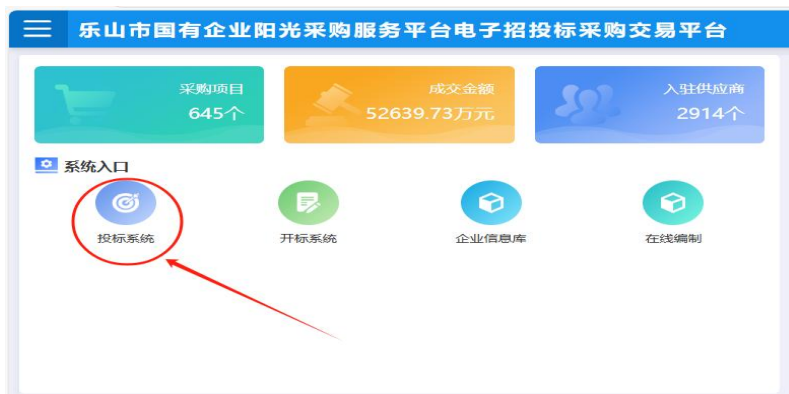 乐山市国有企业阳光采购服务平台电子招投标采购交易平台
采购项目
645个
成交金额
52639.73万元
入驻供应商
2914个
系统入口
投标系统
开标系统
企业信息库
在线编制